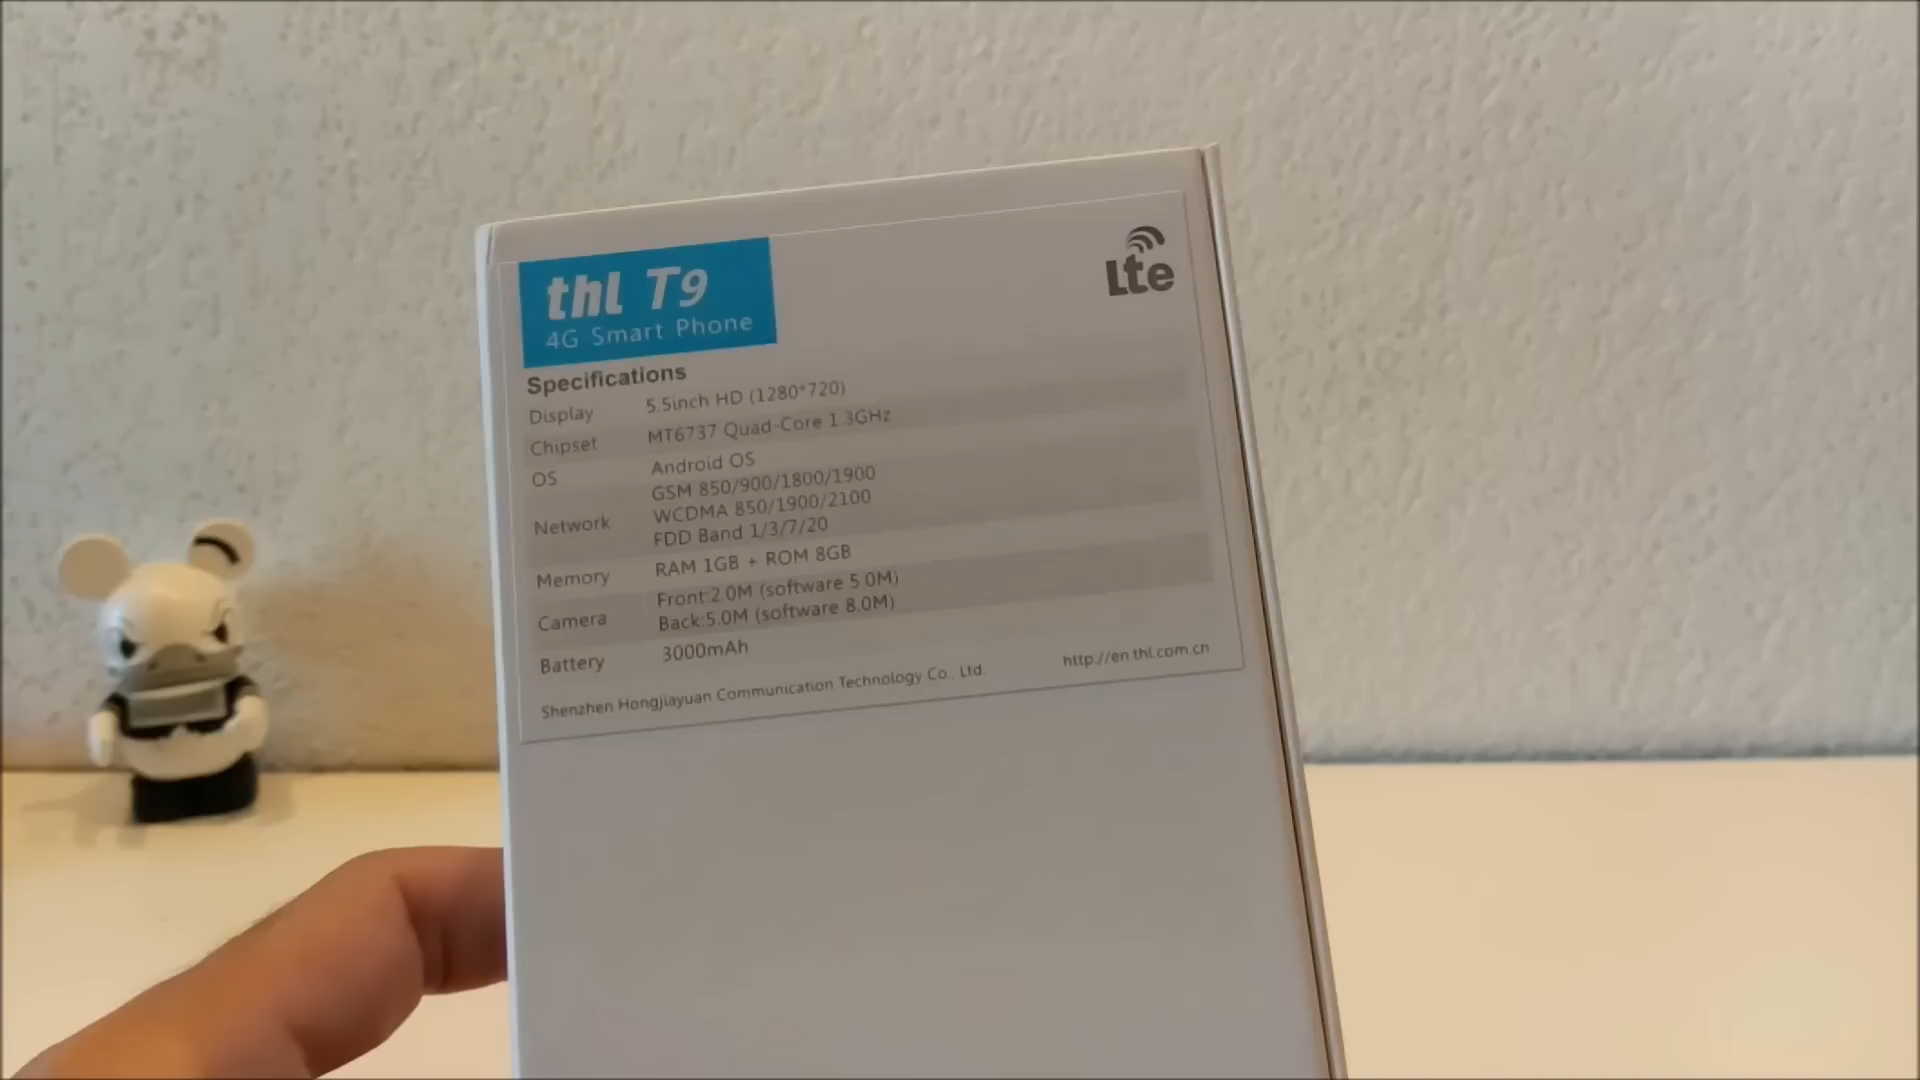 thl T9
4G Smart Phone
Lte
Specifications
Display 5.5inch HD (1280*720)
Chipset MT6737 Quad-Core 1.3GHz
OS Android OS
Network GSM 850/900/1800/1900
WCDMA 850/1900/2100
FDD Band 1/3/7/20
Memory RAM 1GB + ROM 8GB
Camera Front:2.0M (software 5.0M)
Back:5.0M (software 8.0M)
Battery 3000mAh
Shenzhen Hongjiayuan Communication Technology Co., Ltd. http://en.thl.com.cn